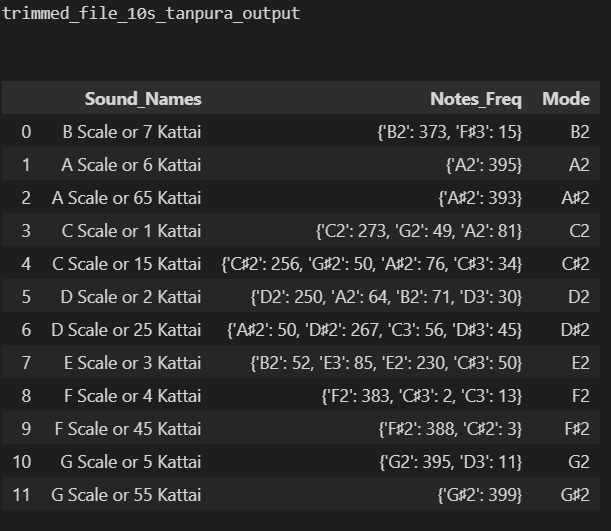 trimmed_file_10s_tanpura_output
Sound_Names Notes_Freq Mode
0 B Scale or 7 Kattai {'B2': 373, 'F♯3': 15} B2
1 A Scale or 6 Kattai {'A2': 395} A2
2 A Scale or 65 Kattai {'A♯2': 393} A♯2
3 C Scale or 1 Kattai {'C2': 273, 'G2': 49, 'A2': 81} C2
4 C Scale or 15 Kattai {'C♯2': 256, 'G♯2': 50, 'A♯2': 76, 'C♯3': 34} C♯2
5 D Scale or 2 Kattai {'D2': 250, 'A2': 64, 'B2': 71, 'D3': 30} D2
6 D Scale or 25 Kattai {'A♯2': 50, 'D♯2': 267, 'C3': 56, 'D♯3': 45} D♯2
7 E Scale or 3 Kattai {'B2': 52, 'E3': 85, 'E2': 230, 'C♯3': 50} E2
8 F Scale or 4 Kattai {'F2': 383, 'C♯3': 2, 'C3': 13} F2
9 F Scale or 45 Kattai {'F♯2': 388, 'C♯2': 3} F♯2
10 G Scale or 5 Kattai {'G2': 395, 'D3': 11} G2
11 G Scale or 55 Kattai {'G♯2': 399} G♯2